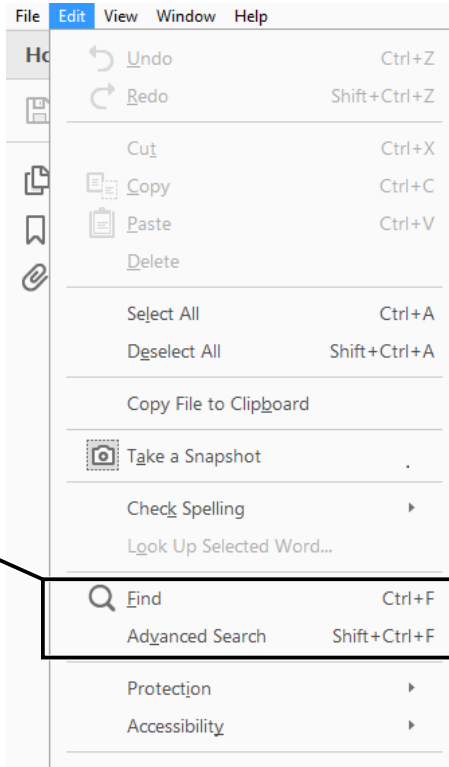 File Edit View Window Help
Ho
Undo Ctrl+Z
Redo Shift+Ctrl+Z
Cut Ctrl+X
Copy Ctrl+C
Paste Ctrl+V
Delete
Select All Ctrl+A
Deselect All Shift+Ctrl+A
Copy File to Clipboard
Take a Snapshot
Check Spelling
Look Up Selected Word...
Find Ctrl+F
Advanced Search Shift+Ctrl+F
Protection
Accessibility